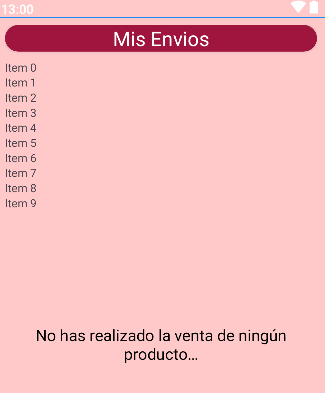 13:00
Mis Envios
Item 0
Item 1
Item 2
Item 3
Item 4
Item 5
Item 6
Item 7
Item 8
Item 9
No has realizado la venta de ningún
producto...